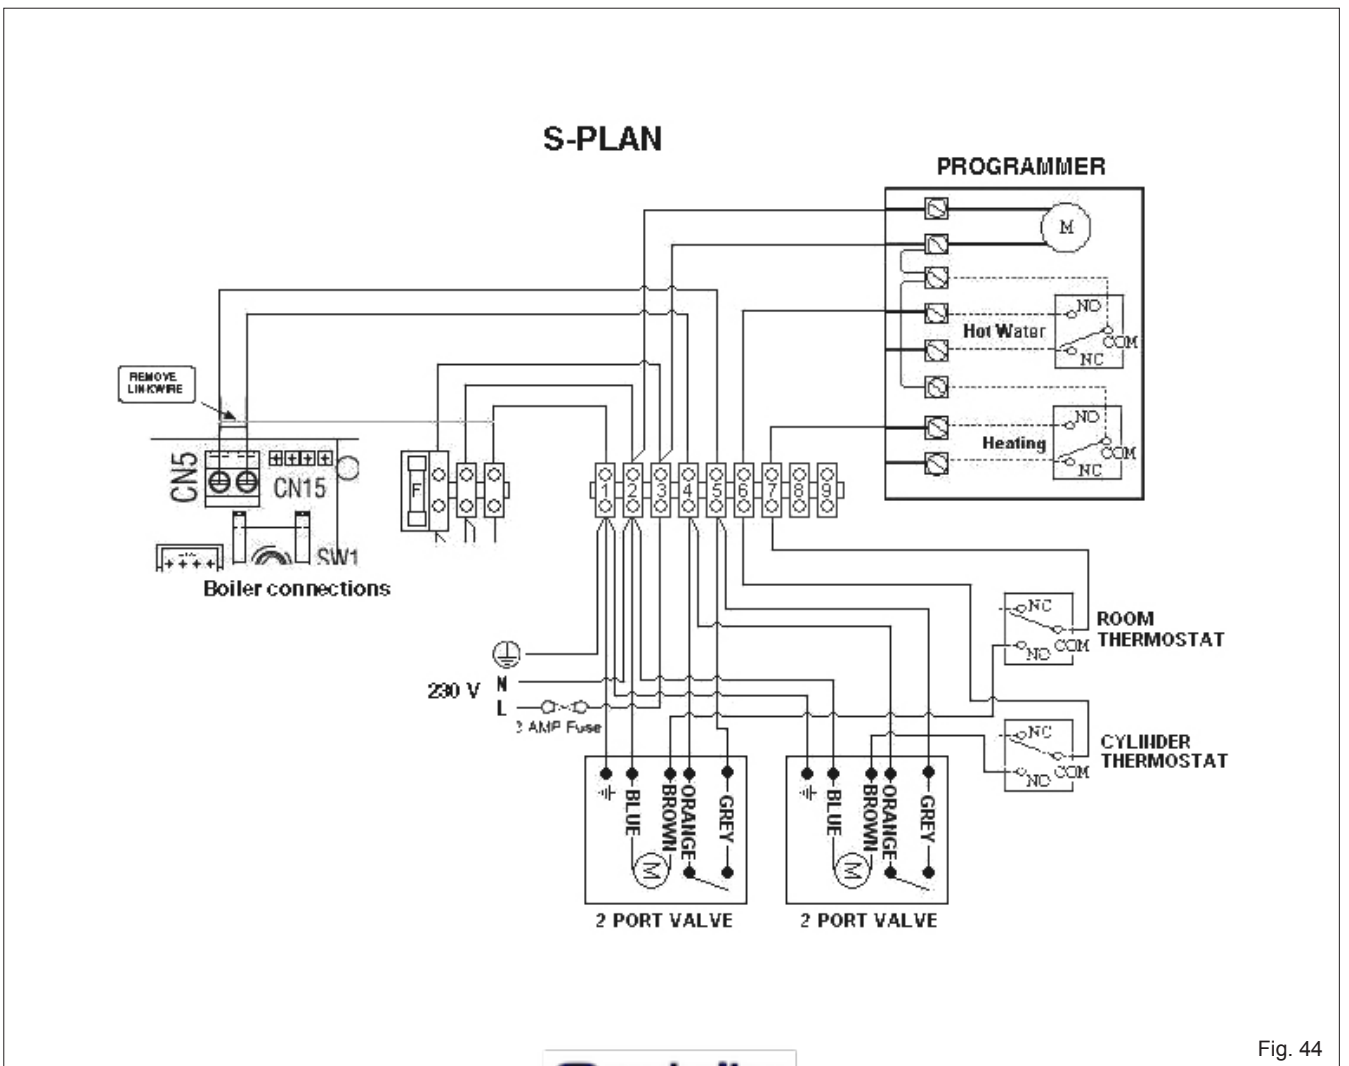 S-PLAN
PROGRAMMER
M
NO
Hot Water
COM
NC
REMOVE
LINKWIRE
NO
Heating
COM
NC
CN5
CN15
F
1 2 3 4 5 6 7 8 9
SW1
Boiler connections
NC
ROOM
THERMOSTAT
COM
NO
230 V
N
L
AMP Fuse
NC
CYLINDER
THERMOSTAT
COM
NO
BLUE
BROWN
ORANGE
GREY
M
BLUE
BROWN
ORANGE
GREY
M
2 PORT VALVE
2 PORT VALVE
Fig. 44